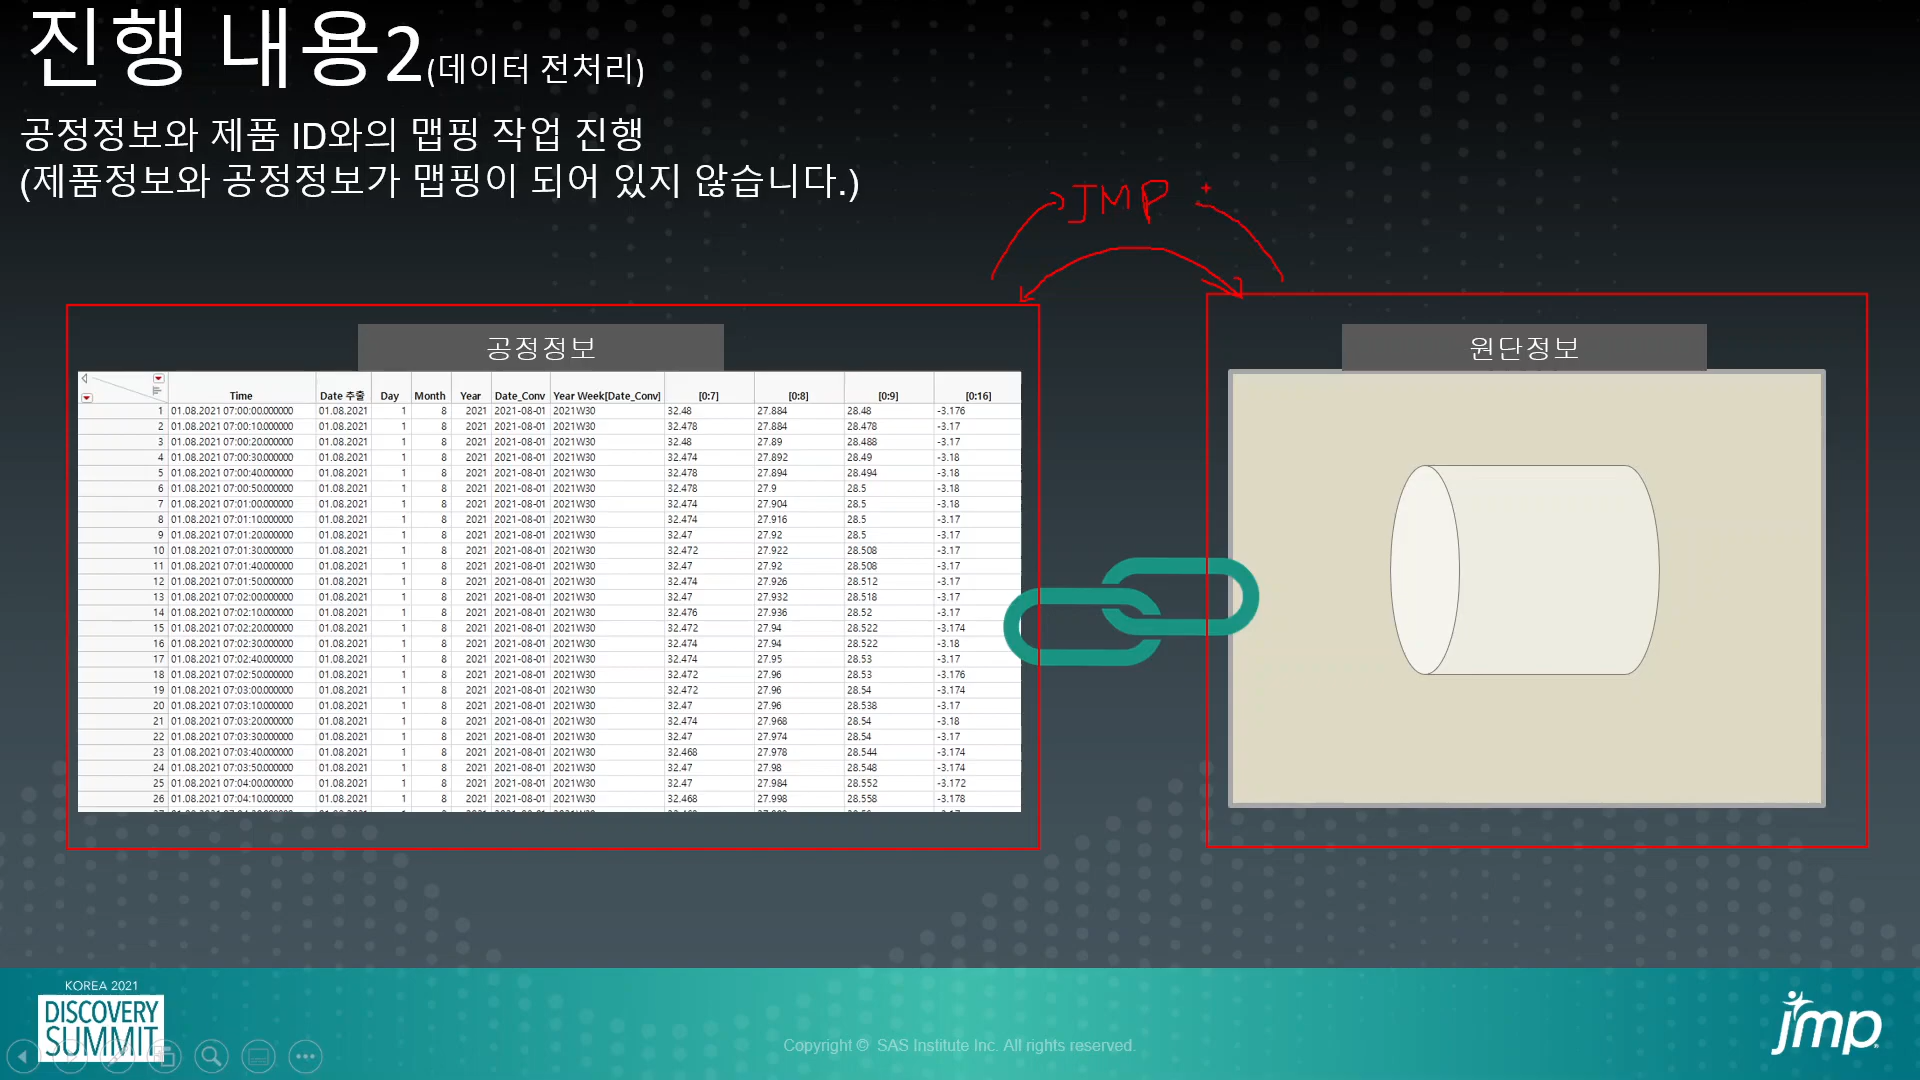 진행 내용2(데이터 전처리)
공정정보와 제품 ID와의 맵핑 작업 진행
(제품정보와 공정정보가 맵핑이 되어 있지 않습니다.)
JMP
공정정보
원단정보
Time Date 추출 Day Month Year Date_Conv Year Week[Date_Conv] [0:7] [0:8] [0:9] [0:16]
1 01.08.2021 07:00:00.000000 01.08.2021 1 8 2021 2021-08-01 2021W30 32.48 27.884 28.48 -3.176
2 01.08.2021 07:00:10.000000 01.08.2021 1 8 2021 2021-08-01 2021W30 32.478 27.884 28.478 -3.17
3 01.08.2021 07:00:20.000000 01.08.2021 1 8 2021 2021-08-01 2021W30 32.48 27.89 28.488 -3.17
4 01.08.2021 07:00:30.000000 01.08.2021 1 8 2021 2021-08-01 2021W30 32.474 27.892 28.49 -3.18
5 01.08.2021 07:00:40.000000 01.08.2021 1 8 2021 2021-08-01 2021W30 32.478 27.894 28.494 -3.18
6 01.08.2021 07:00:50.000000 01.08.2021 1 8 2021 2021-08-01 2021W30 32.478 27.9 28.5 -3.18
7 01.08.2021 07:01:00.000000 01.08.2021 1 8 2021 2021-08-01 2021W30 32.474 27.904 28.5 -3.18
8 01.08.2021 07:01:10.000000 01.08.2021 1 8 2021 2021-08-01 2021W30 32.474 27.916 28.5 -3.17
9 01.08.2021 07:01:20.000000 01.08.2021 1 8 2021 2021-08-01 2021W30 32.47 27.92 28.5 -3.17
10 01.08.2021 07:01:30.000000 01.08.2021 1 8 2021 2021-08-01 2021W30 32.472 27.922 28.508 -3.17
11 01.08.2021 07:01:40.000000 01.08.2021 1 8 2021 2021-08-01 2021W30 32.47 27.92 28.508 -3.17
12 01.08.2021 07:01:50.000000 01.08.2021 1 8 2021 2021-08-01 2021W30 32.474 27.926 28.512 -3.17
13 01.08.2021 07:02:00.000000 01.08.2021 1 8 2021 2021-08-01 2021W30 32.47 27.932 28.518 -3.17
14 01.08.2021 07:02:10.000000 01.08.2021 1 8 2021 2021-08-01 2021W30 32.476 27.936 28.52 -3.17
15 01.08.2021 07:02:20.000000 01.08.2021 1 8 2021 2021-08-01 2021W30 32.472 27.94 28.522 -3.174
16 01.08.2021 07:02:30.000000 01.08.2021 1 8 2021 2021-08-01 2021W30 32.474 27.94 28.522 -3.18
17 01.08.2021 07:02:40.000000 01.08.2021 1 8 2021 2021-08-01 2021W30 32.474 27.95 28.53 -3.17
18 01.08.2021 07:02:50.000000 01.08.2021 1 8 2021 2021-08-01 2021W30 32.472 27.96 28.53 -3.176
19 01.08.2021 07:03:00.000000 01.08.2021 1 8 2021 2021-08-01 2021W30 32.472 27.96 28.54 -3.174
20 01.08.2021 07:03:10.000000 01.08.2021 1 8 2021 2021-08-01 2021W30 32.47 27.96 28.538 -3.17
21 01.08.2021 07:03:20.000000 01.08.2021 1 8 2021 2021-08-01 2021W30 32.474 27.968 28.54 -3.18
22 01.08.2021 07:03:30.000000 01.08.2021 1 8 2021 2021-08-01 2021W30 32.47 27.974 28.54 -3.17
23 01.08.2021 07:03:40.000000 01.08.2021 1 8 2021 2021-08-01 2021W30 32.468 27.978 28.544 -3.174
24 01.08.2021 07:03:50.000000 01.08.2021 1 8 2021 2021-08-01 2021W30 32.47 27.98 28.548 -3.174
25 01.08.2021 07:04:00.000000 01.08.2021 1 8 2021 2021-08-01 2021W30 32.47 27.984 28.552 -3.172
26 01.08.2021 07:04:10.000000 01.08.2021 1 8 2021 2021-08-01 2021W30 32.468 27.998 28.558 -3.178
KOREA 2021
DISCOVERY
SUMMIT
Copyright © SAS Institute Inc. All rights reserved.
jmp